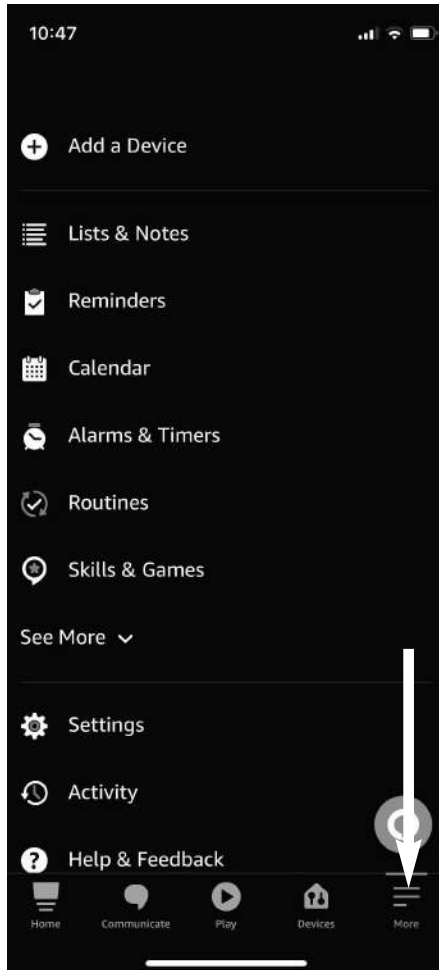 10:47
Add a Device
Lists & Notes
Reminders
Calendar
Alarms & Timers
Routines
Skills & Games
See More
Settings
Activity
Help & Feedback
Home Communicate Play Devices More